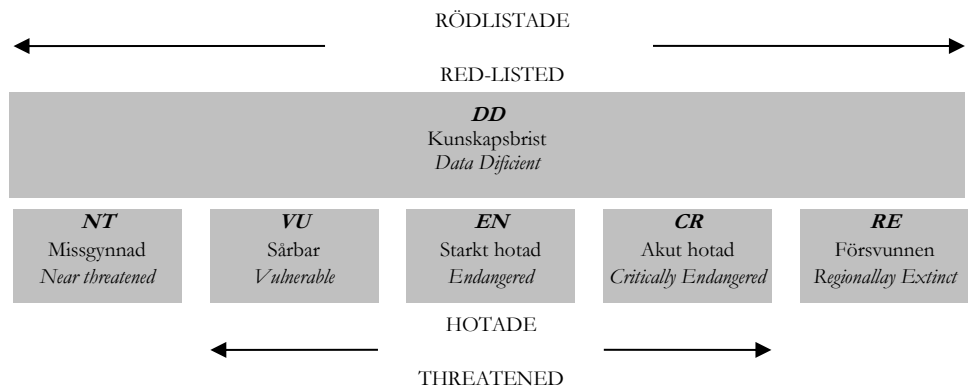 RÖDLISTADE
RED-LISTED
DD
Kunskapsbrist
Data Dificient
NT
Missgynnad
Near threatened
VU
Sårbar
Vulnerable
EN
Starkt hotad
Endangered
CR
Akut hotad
Critically Endangered
RE
Försvunnen
Regionallay Extinct
HOTADE
THREATENED